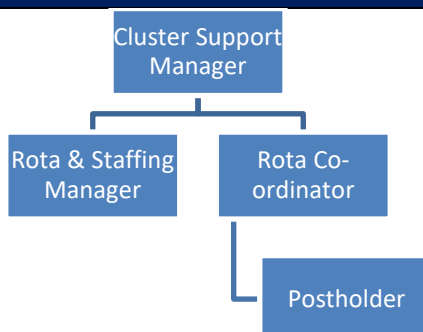 Cluster Support
Manager
Rota & Staffing
Manager
Rota Co-
ordinator
Postholder